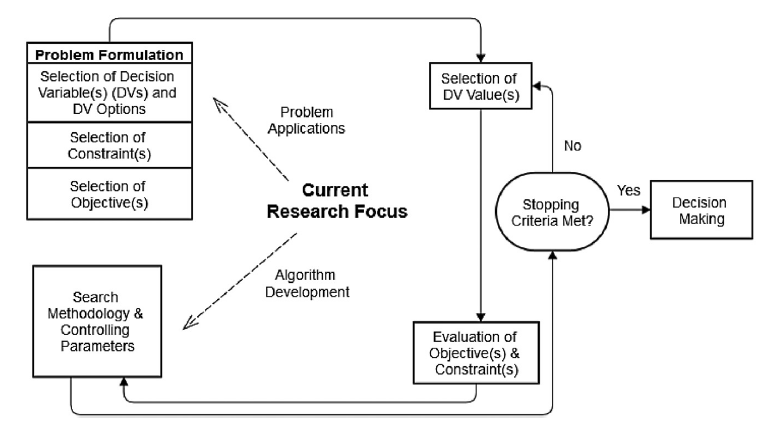 Problem Formulation
Selection of Decision
Variable(s) (DVs) and
DV Options
Selection of
Constraint(s)
Selection of
Objective(s)
Problem
Applications
Current
Research Focus
Algorithm
Development
Search
Methodology &
Controlling
Parameters
Selection of
DV Value(s)
Evaluation of
Objective(s) &
Constraint(s)
No
Stopping
Criteria Met?
Yes
Decision
Making